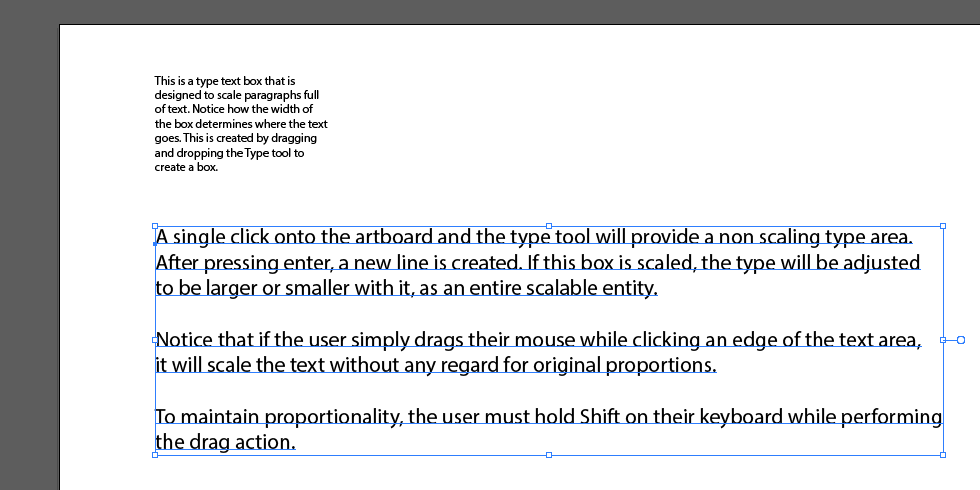 This is a type text box that is
designed to scale paragraphs full
of text. Notice how the width of
the box determines where the text
goes. This is created by dragging
and dropping the Type tool to
create a box.
A single click onto the artboard and the type tool will provide a non scaling type area.
After pressing enter, a new line is created. If this box is scaled, the type will be adjusted
to be larger or smaller with it, as an entire scalable entity.
Notice that if the user simply drags their mouse while clicking an edge of the text area,
it will scale the text without any regard for original proportions.
To maintain proportionality, the user must hold Shift on their keyboard while performing
the drag action.